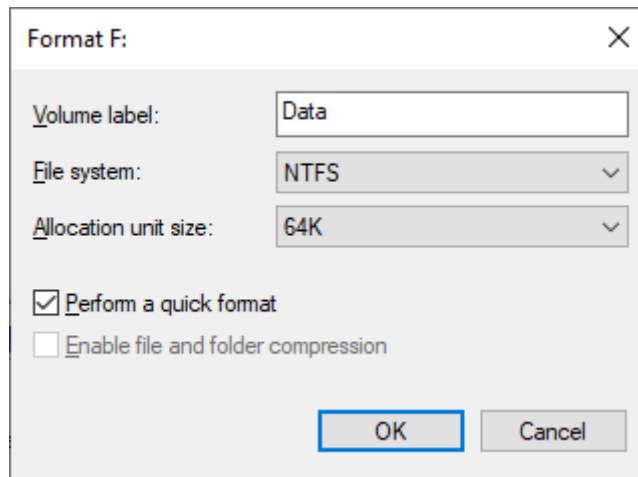 Format F:
Volume label: Data
File system: NTFS
Allocation unit size: 64K
Perform a quick format
Enable file and folder compression
OK Cancel